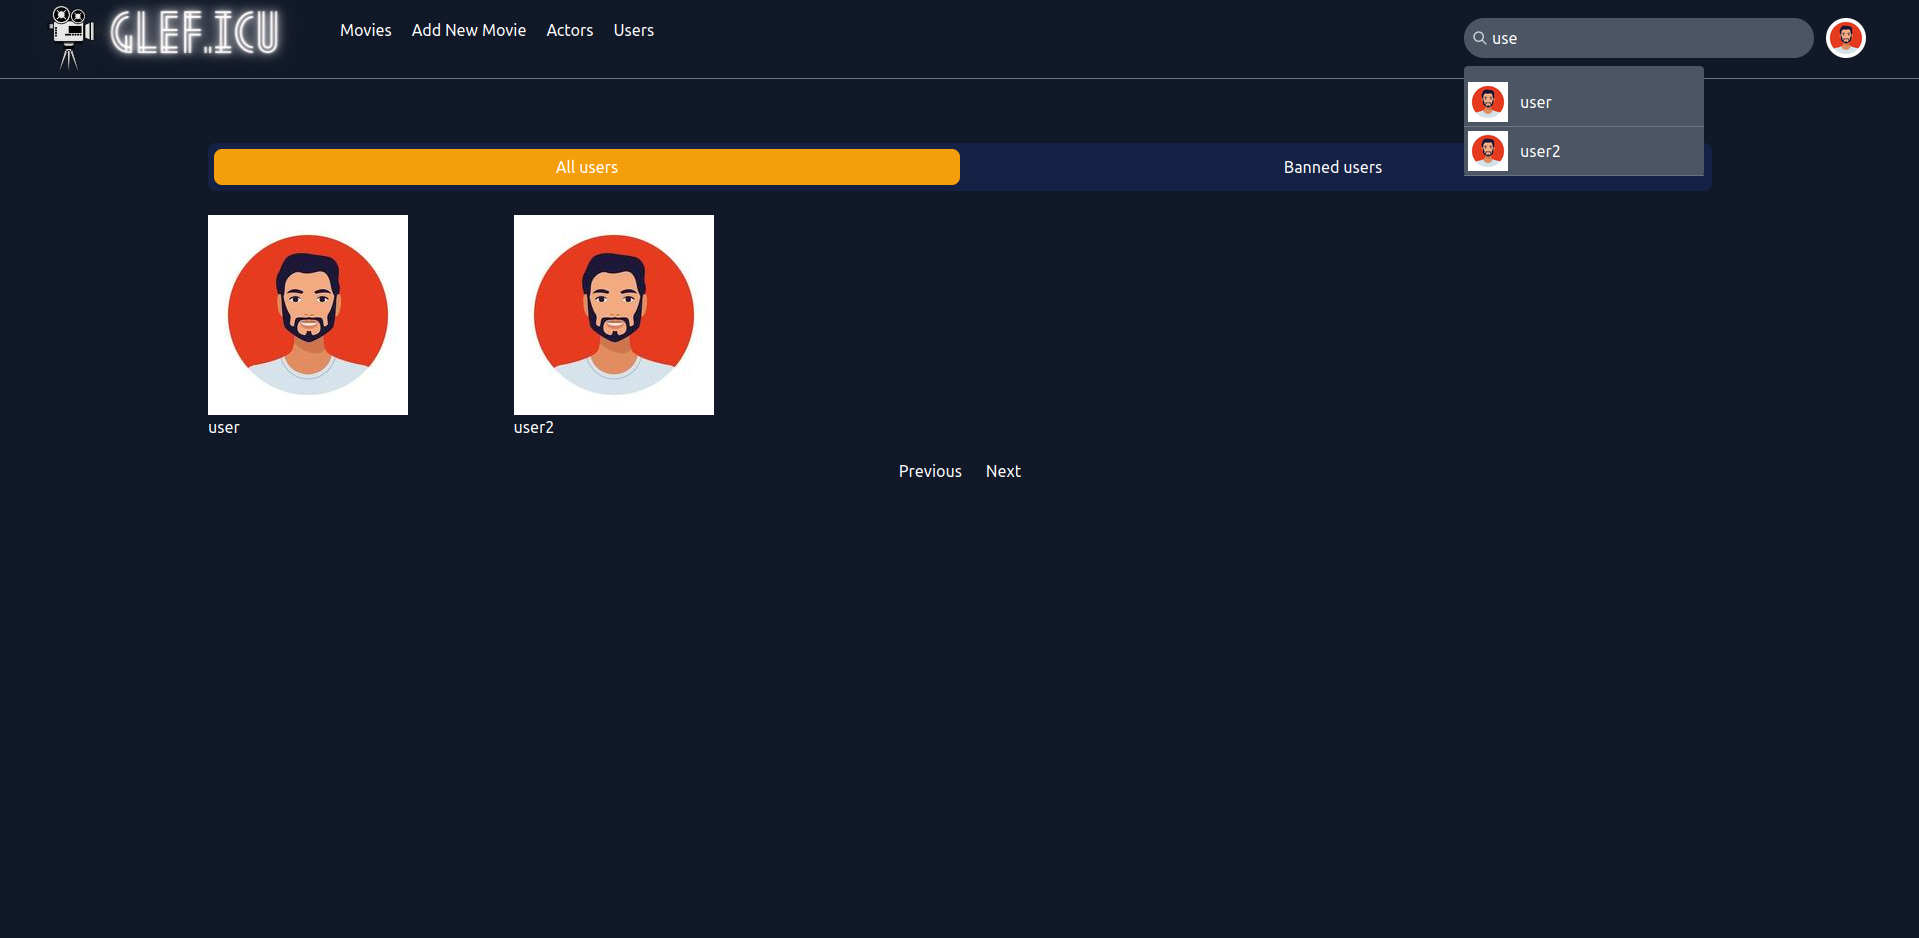 GLEF.ICU
Movies Add New Movie Actors Users
use
user
user2
All users Banned users
user user2
Previous Next